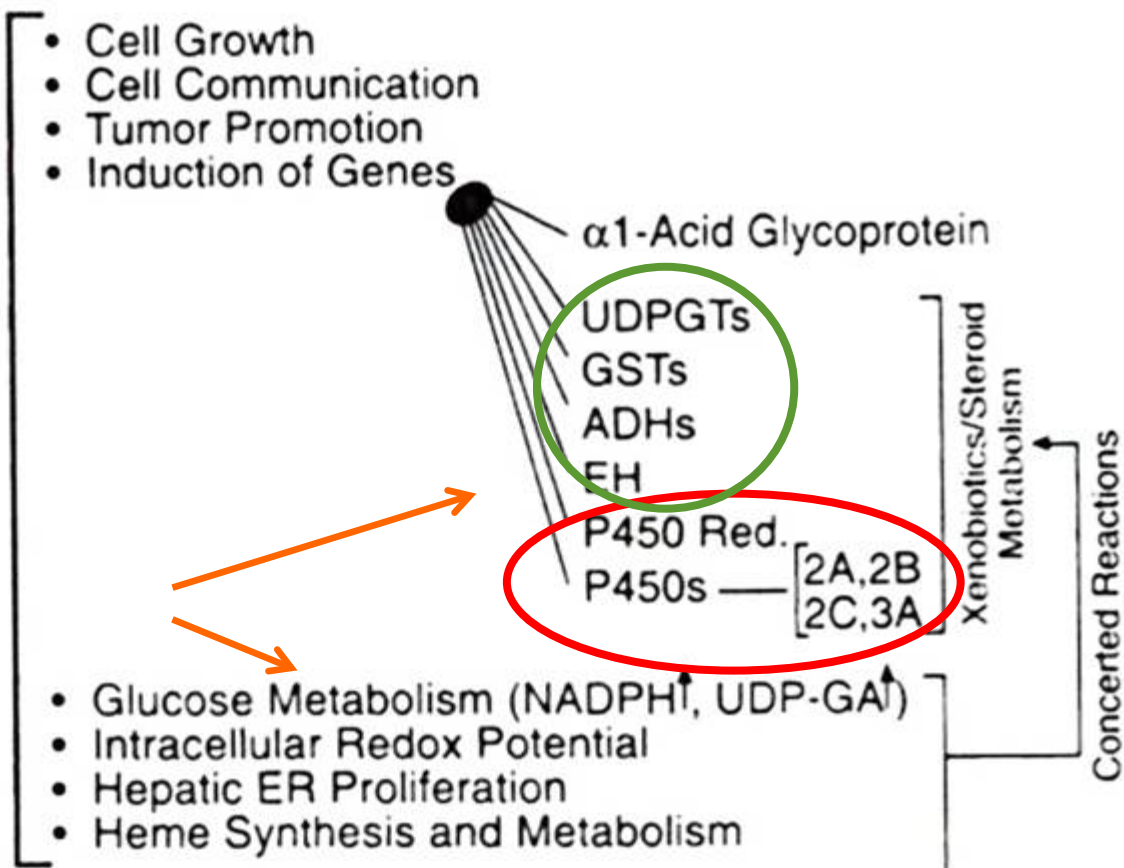 • Cell Growth
• Cell Communication
• Tumor Promotion
• Induction of Genes
α1-Acid Glycoprotein
UDPGTs
GSTs
ADHs
EH
P450 Red.
P450s
2A,2B
2C,3A
Xenobiotics/Steroid
Motabolism
Concerted Reactions
• Glucose Metabolism (NADPH↑, UDP-GA↑)
• Intracellular Redox Potential
• Hepatic ER Proliferation
• Heme Synthesis and Metabolism